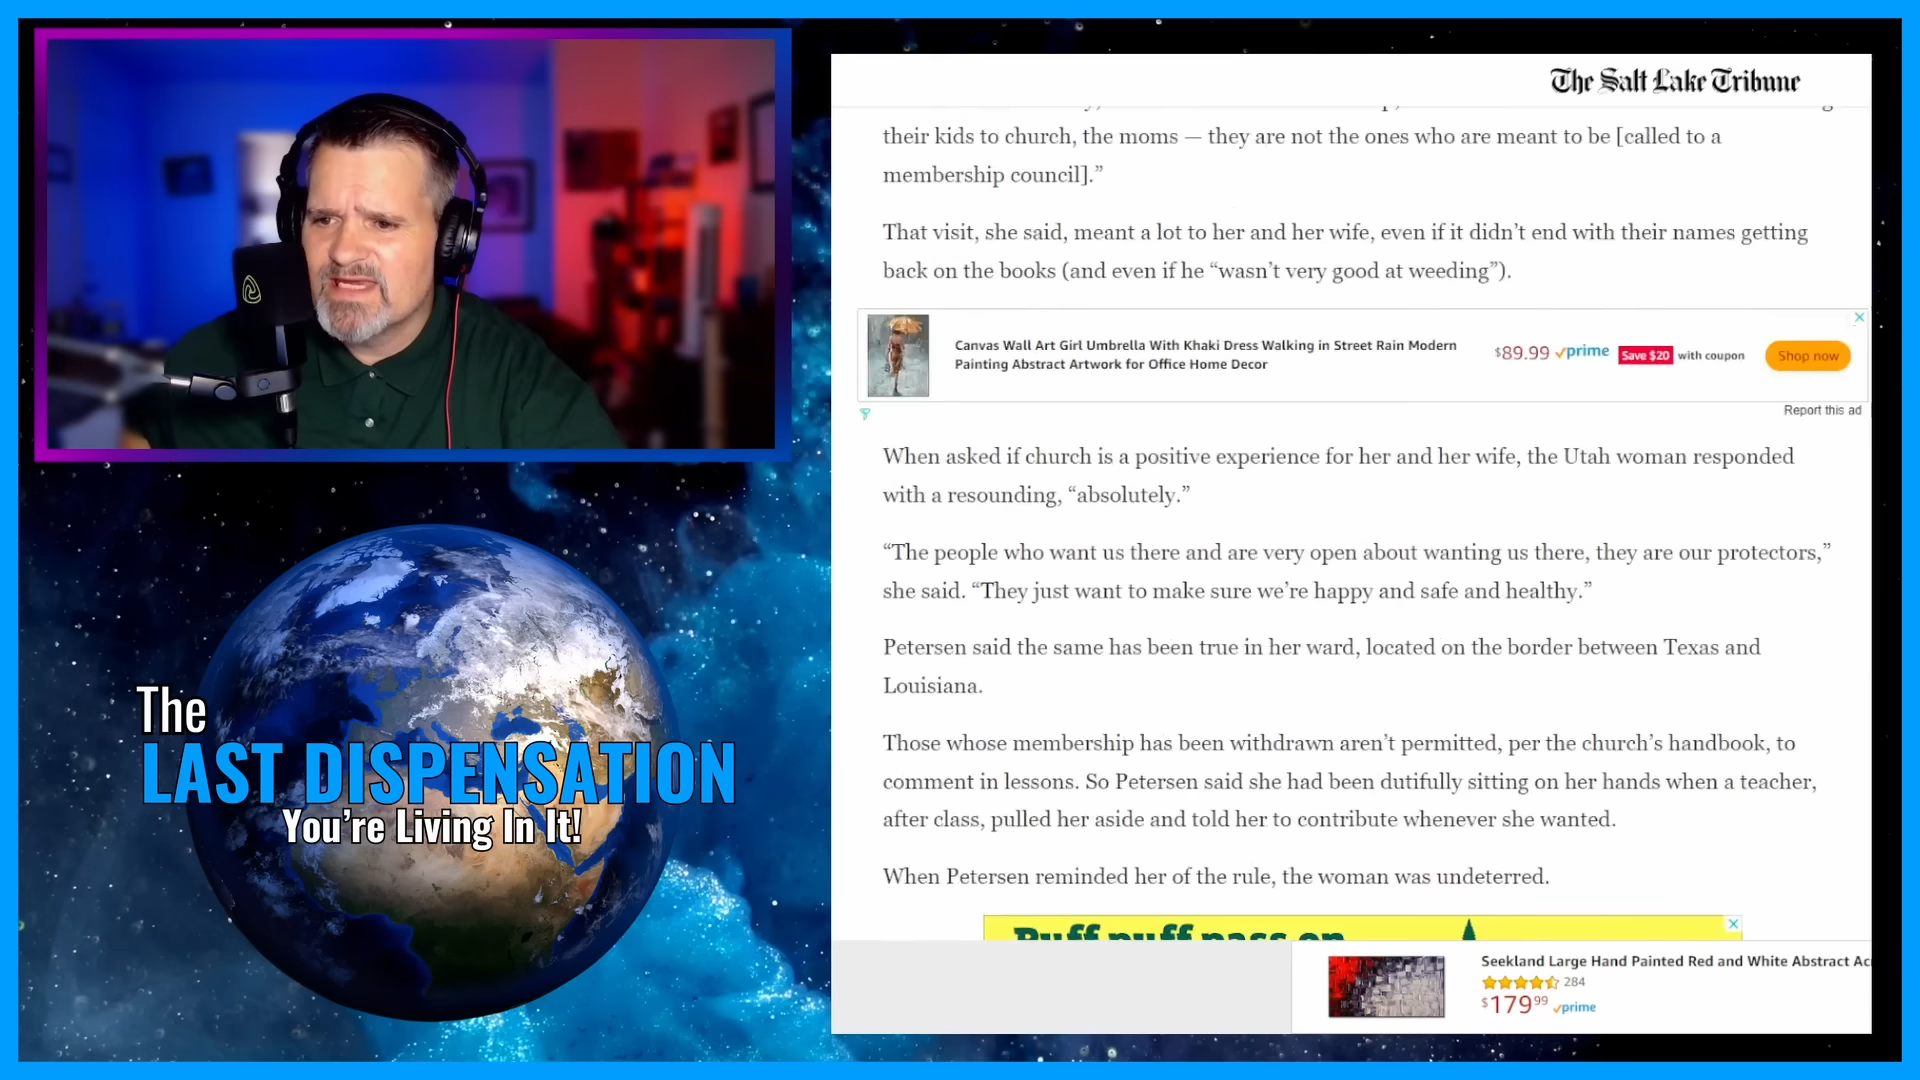 The Salt Lake Tribune
their kids to church, the moms — they are not the ones who are meant to be [called to a
membership council].”
That visit, she said, meant a lot to her and her wife, even if it didn’t end with their names getting
back on the books (and even if he “wasn’t very good at weeding”).
Canvas Wall Art Girl Umbrella With Khaki Dress Walking in Street Rain Modern
Painting Abstract Artwork for Office Home Decor
$89.99 prime Save $20 with coupon Shop now
Report this ad
When asked if church is a positive experience for her and her wife, the Utah woman responded
with a resounding, “absolutely.”
“The people who want us there and are very open about wanting us there, they are our protectors,”
she said. “They just want to make sure we’re happy and safe and healthy.”
Petersen said the same has been true in her ward, located on the border between Texas and
Louisiana.
Those whose membership has been withdrawn aren’t permitted, per the church’s handbook, to
comment in lessons. So Petersen said she had been dutifully sitting on her hands when a teacher,
after class, pulled her aside and told her to contribute whenever she wanted.
When Petersen reminded her of the rule, the woman was undeterred.
Puff puff pass on
Seekland Large Hand Painted Red and White Abstract Ac
284
$179.99 prime
The
LAST DISPENSATION
You’re Living In It!